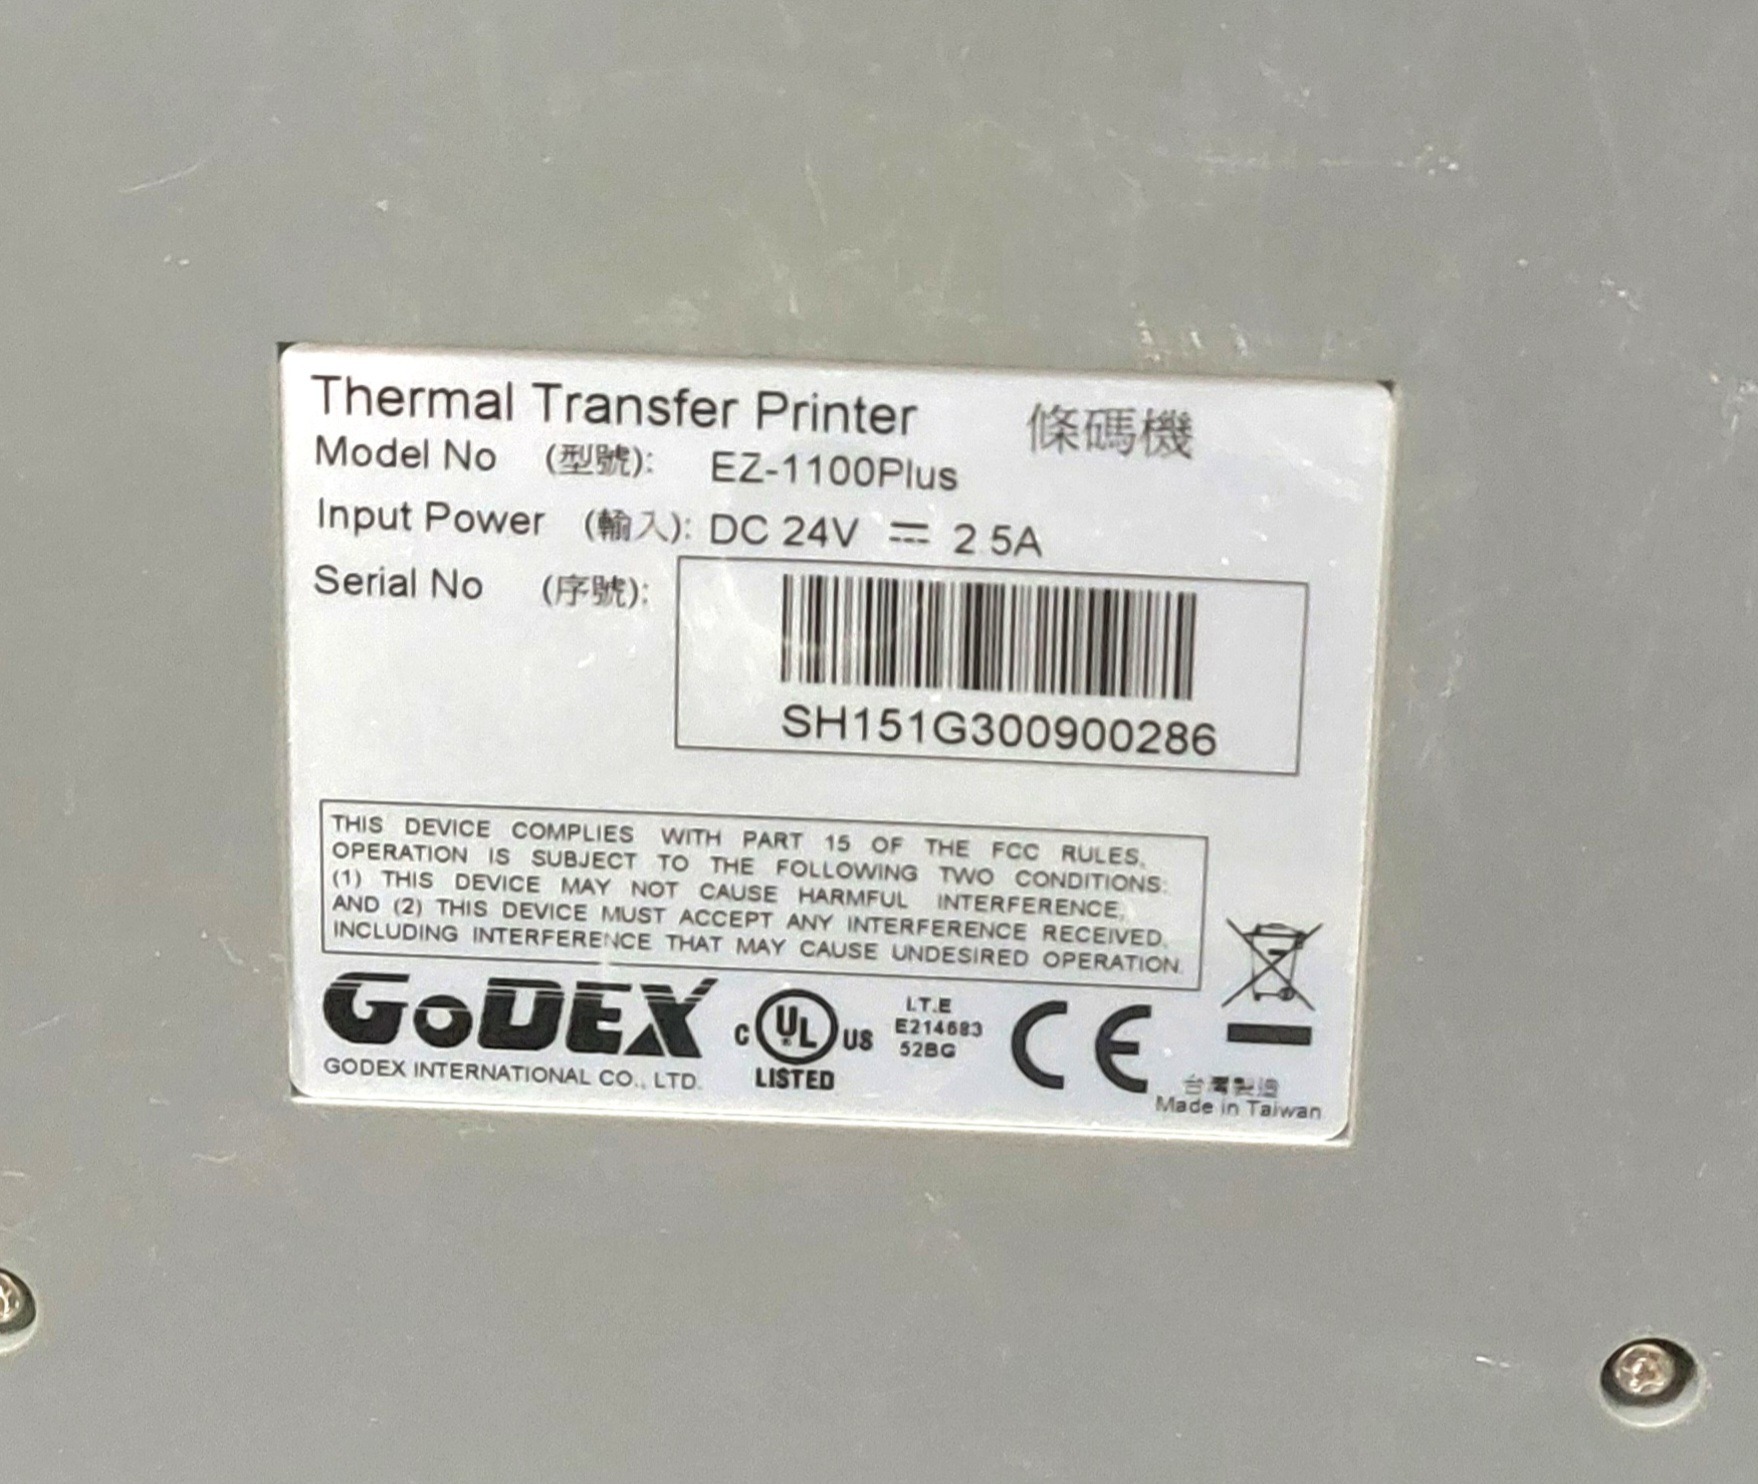 Thermal Transfer Printer 條碼機
Model No (型號): EZ-1100Plus
Input Power (輸入): DC 24V ⎓ 2 5A
Serial No (序號):
SH151G300900286
THIS DEVICE COMPLIES WITH PART 15 OF THE FCC RULES.
OPERATION IS SUBJECT TO THE FOLLOWING TWO CONDITIONS:
(1) THIS DEVICE MAY NOT CAUSE HARMFUL INTERFERENCE,
AND (2) THIS DEVICE MUST ACCEPT ANY INTERFERENCE RECEIVED,
INCLUDING INTERFERENCE THAT MAY CAUSE UNDESIRED OPERATION.
GoDEX
GODEX INTERNATIONAL CO., LTD.
C UL® US
LISTED
I.T.E
E214683
52BG
CE
台灣製造
Made in Taiwan